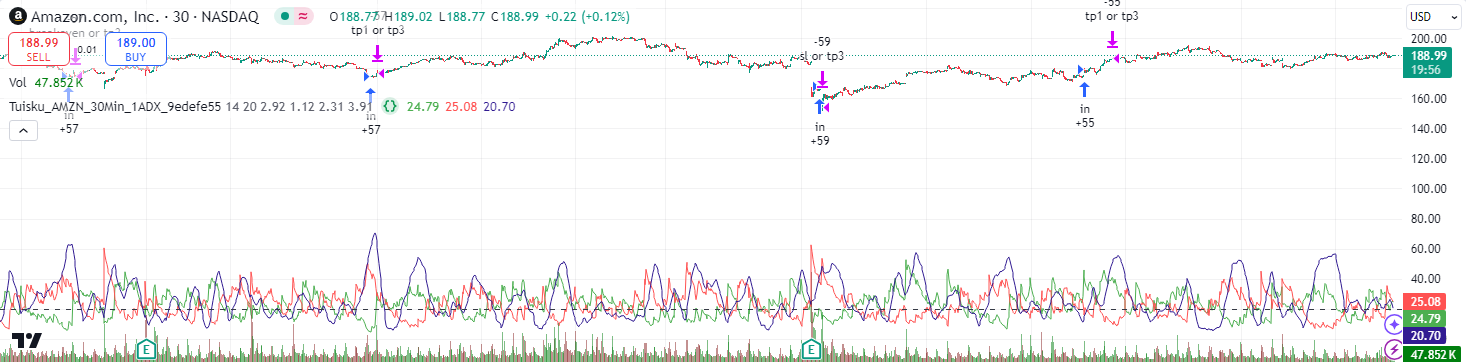 Amazon.com, Inc. · 30 · NASDAQ
O188.77 H189.02 L188.77 C188.99 +0.22 (+0.12%)
188.99
SELL
0.01
189.00
BUY
Vol 47.852 K
Tuisku_AMZN_30Min_1ADX_9edefe55 14 20 2.92 1.12 2.31 3.91 {} 24.79 25.08 20.70
in
+57
tp1 or tp3
in
+57
-59
sl or tp3
in
+59
-55
tp1 or tp3
in
+55
E
E
USD
200.00
188.99
19:56
160.00
140.00
120.00
100.00
80.00
60.00
40.00
25.08
24.79
20.70
47.852 K